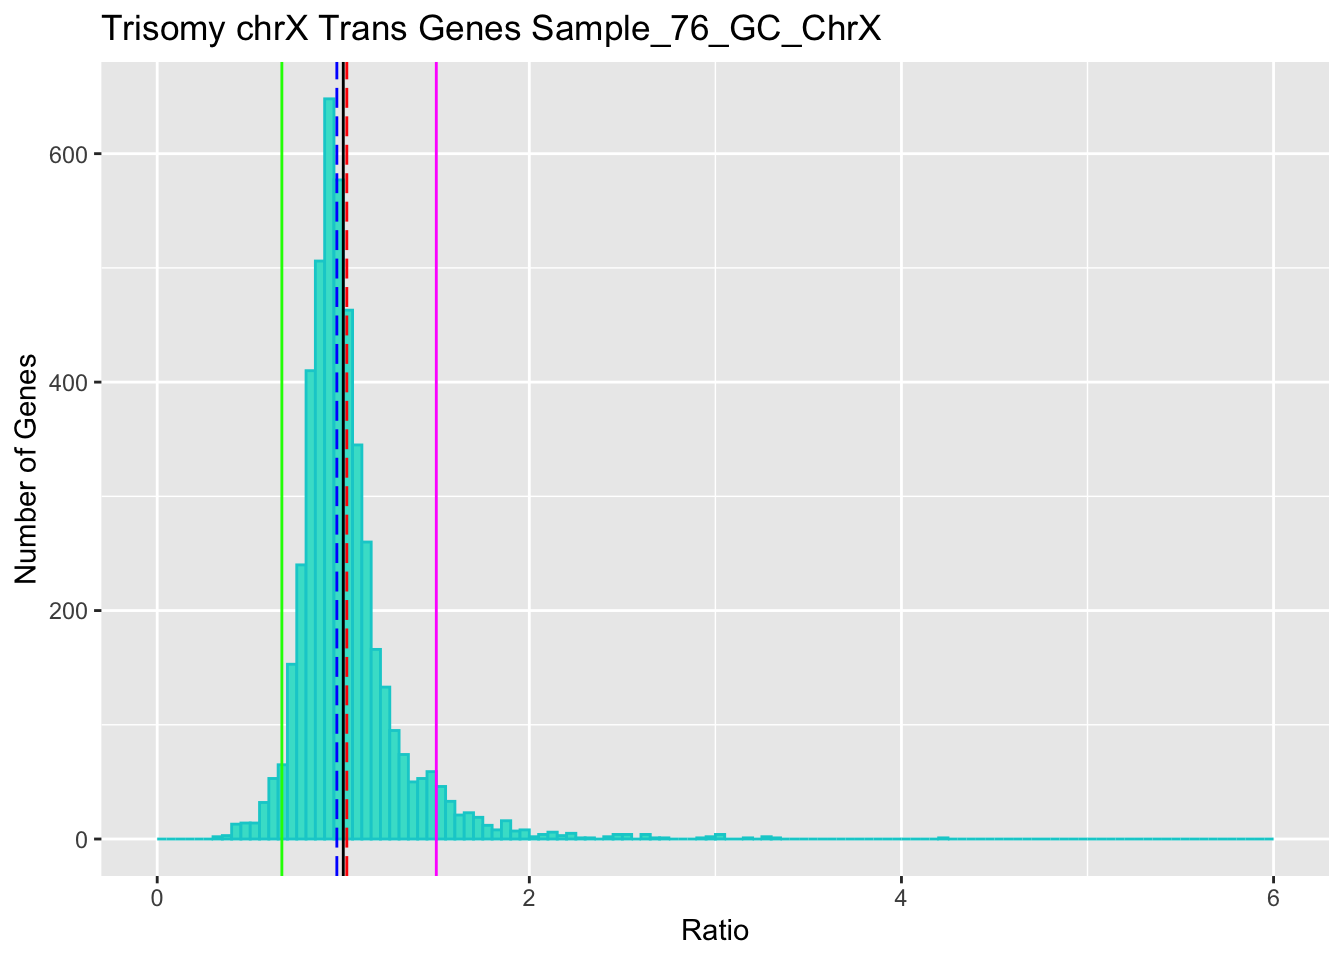 Trisomy chrX Trans Genes Sample_76_GC_ChrX
Number of Genes
600
400
200
0
0 2 4 6
Ratio